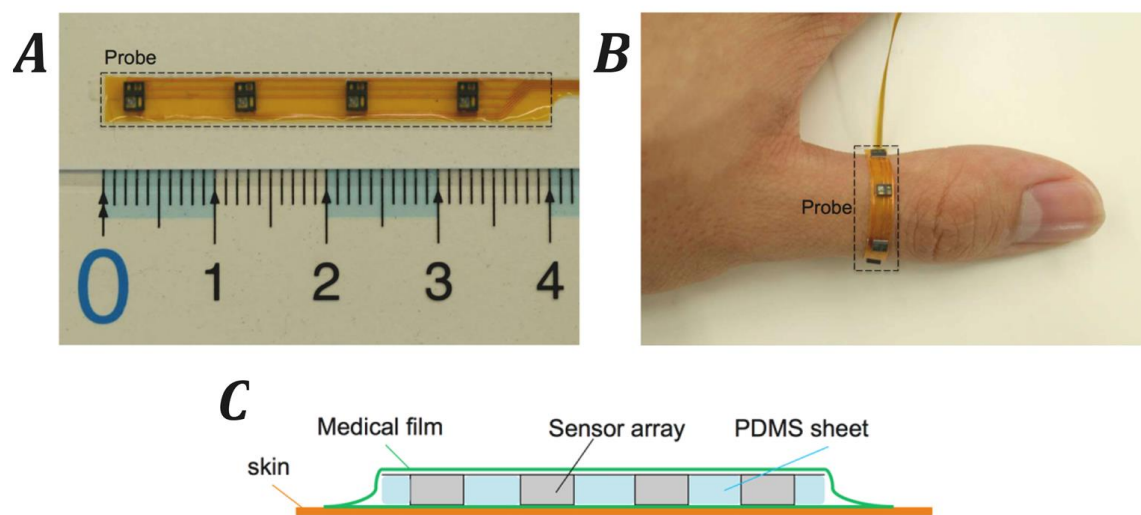 A
Probe
0 1 2 3 4
B
Probe
C
Medical film
Sensor array
PDMS sheet
skin